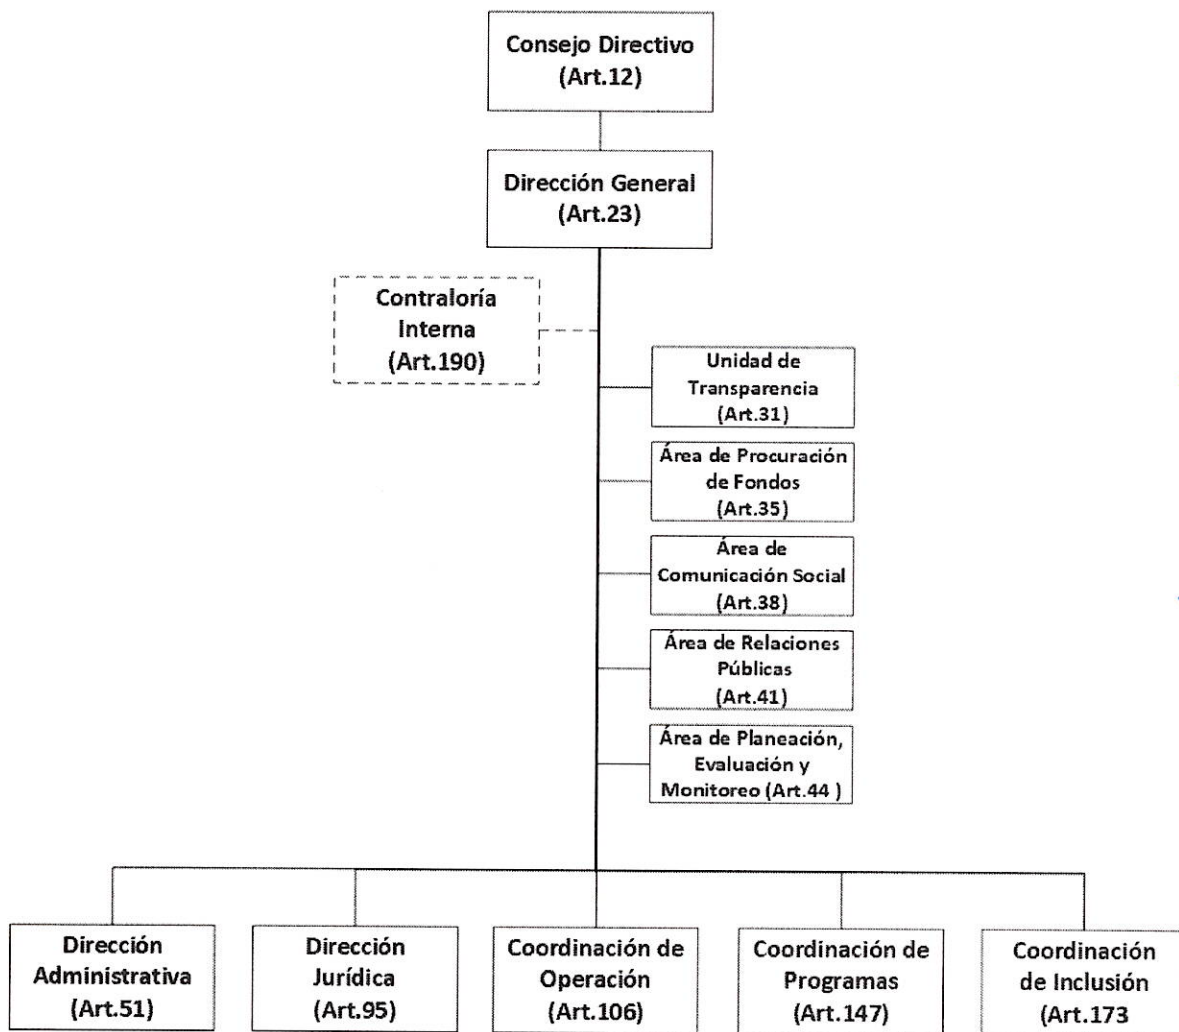 Consejo Directivo
(Art.12)
Dirección General
(Art.23)
Contraloría
Interna
(Art.190)
Unidad de
Transparencia
(Art.31)
Área de Procuración
de Fondos
(Art.35)
Área de
Comunicación Social
(Art.38)
Área de Relaciones
Públicas
(Art.41)
Área de Planeación,
Evaluación y
Monitoreo (Art.44 )
Dirección
Administrativa
(Art.51)
Dirección
Jurídica
(Art.95)
Coordinación de
Operación
(Art.106)
Coordinación de
Programas
(Art.147)
Coordinación
de Inclusión
(Art.173